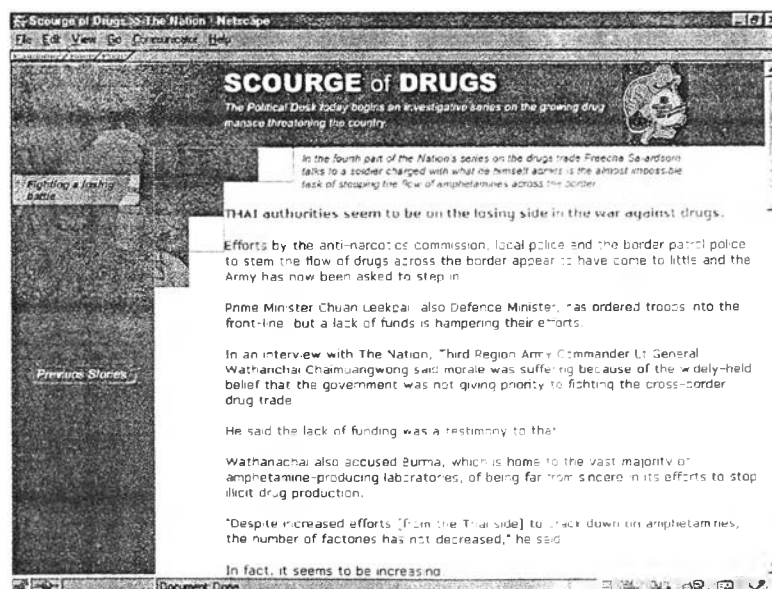 Scourge of Drugs -- The Nation - Netscape
File Edit View Go Communicator Help
SCOURGE of DRUGS
The Political Desk today begins an investigative series on the growing drug
menace threatening the country.
In the fourth part of the Nation's series on the drugs trade Preecha Sa-ardsorn
talks to a soldier charged with what he himself admits is the almost impossible
task of stopping the flow of amphetamines across the border
Fighting a losing
battle
THAI authorities seem to be on the losing side in the war against drugs.
Efforts by the anti-narcotics commission, local police and the border patrol police
to stem the flow of drugs across the border appear to have come to little and the
Army has now been asked to step in
Prime Minister Chuan Leekpai, also Defence Minister, has ordered troops into the
front-line but a lack of funds is hampering their efforts.
In an interview with The Nation, Third Region Army Commander Lt General
Wathanchai Chaimuangwong said morale was suffering because of the widely-held
belief that the government was not giving priority to fighting the cross-border
drug trade
Previous Stories
He said the lack of funding was a testimony to that
Wathanachai also accused Burma, which is home to the vast majority of
amphetamine-producing laboratories, of being far from sincere in its efforts to stop
illicit drug production.
"Despite increased efforts [from the Thai side] to crack down on amphetamines,
the number of factories has not decreased," he said
In fact, it seems to be increasing
Document: Done